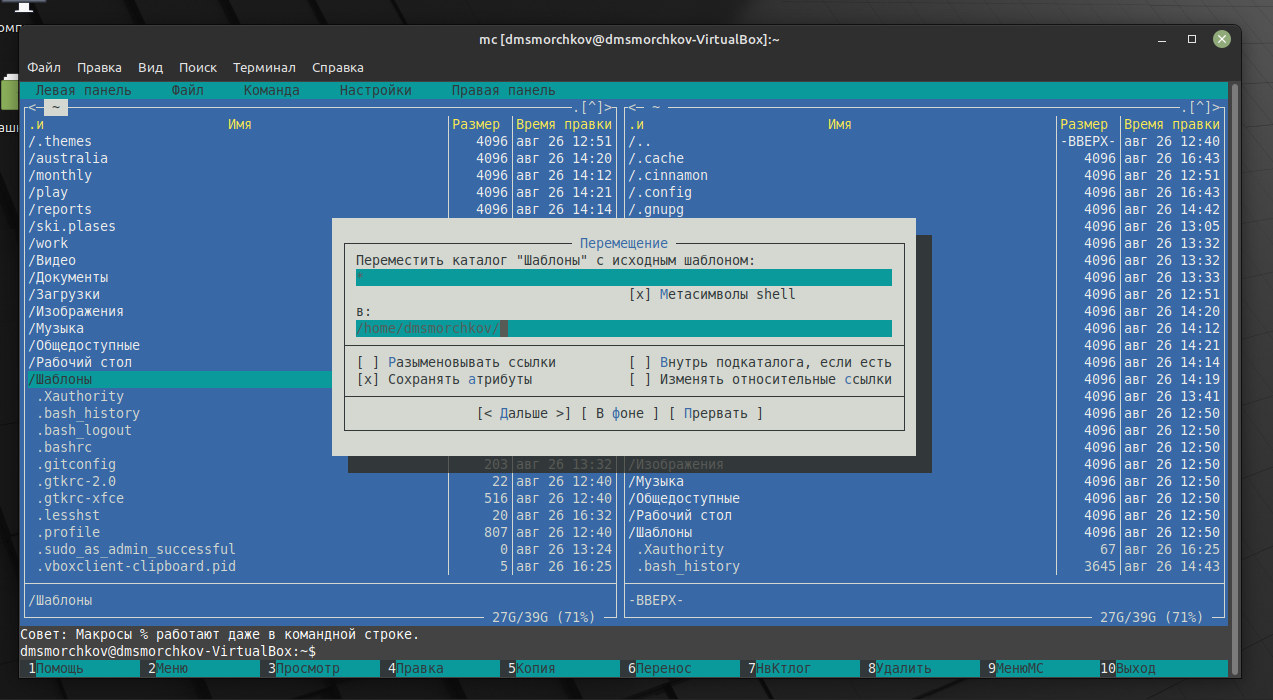 mc [dmsmorchkov@dmsmorchkov-VirtualBox]:~
Файл Правка Вид Поиск Терминал Справка
Левая панель Файл Команда Настройки Правая панель
<─ ~ .[^]> <─ ~ .[^]>
.и Имя Размер Время правки .и Имя Размер Время правки
/.themes 4096 авг 26 12:51 /.. -ВВЕРХ- авг 26 12:40
/australia 4096 авг 26 14:20 /.cache 4096 авг 26 16:43
/monthly 4096 авг 26 14:12 /.cinnamon 4096 авг 26 12:51
/play 4096 авг 26 14:21 /.config 4096 авг 26 16:43
/reports 4096 авг 26 14:14 /.gnupg 4096 авг 26 14:42
/ski.plases 4096 авг 26 13:05
/work 4096 авг 26 13:32
/Видео 4096 авг 26 13:32
/Документы 4096 авг 26 13:33
/Загрузки 4096 авг 26 12:51
/Изображения 4096 авг 26 14:20
/Музыка 4096 авг 26 14:12
/Общедоступные 4096 авг 26 14:21
/Рабочий стол 4096 авг 26 14:14
/Шаблоны 4096 авг 26 14:19
.Xauthority 4096 авг 26 13:41
.bash_history 4096 авг 26 12:50
.bash_logout 4096 авг 26 12:50
.bashrc 4096 авг 26 12:50
Перемещение
Переместить каталог "Шаблоны" с исходным шаблоном:
*
[x] Метасимволы shell
в:
/home/dmsmorchkov/
[ ] Разыменовывать ссылки [ ] Внутрь подкаталога, если есть
[x] Сохранять атрибуты [ ] Изменять относительные ссылки
[< Дальше >] [ В фоне ] [ Прервать ]
.gitconfig 203 авг 26 13:32 /Изображения 4096 авг 26 12:50
.gtkrc-2.0 22 авг 26 12:40 /Музыка 4096 авг 26 12:50
.gtkrc-xfce 516 авг 26 12:40 /Общедоступные 4096 авг 26 12:50
.lesshst 20 авг 26 16:32 /Рабочий стол 4096 авг 26 12:50
.profile 807 авг 26 12:40 /Шаблоны 4096 авг 26 12:50
.sudo_as_admin_successful 0 авг 26 13:24 .Xauthority 67 авг 26 16:25
.vboxclient-clipboard.pid 5 авг 26 16:25 .bash_history 3645 авг 26 14:43
/Шаблоны -ВВЕРХ-
27G/39G (71%) 27G/39G (71%)
Совет: Макросы % работают даже в командной строке.
dmsmorchkov@dmsmorchkov-VirtualBox:~$
1Помощь 2Меню 3Просмотр 4Правка 5Копия 6Перенос 7НвКтлог 8Удалить 9МенюМС 10Выход